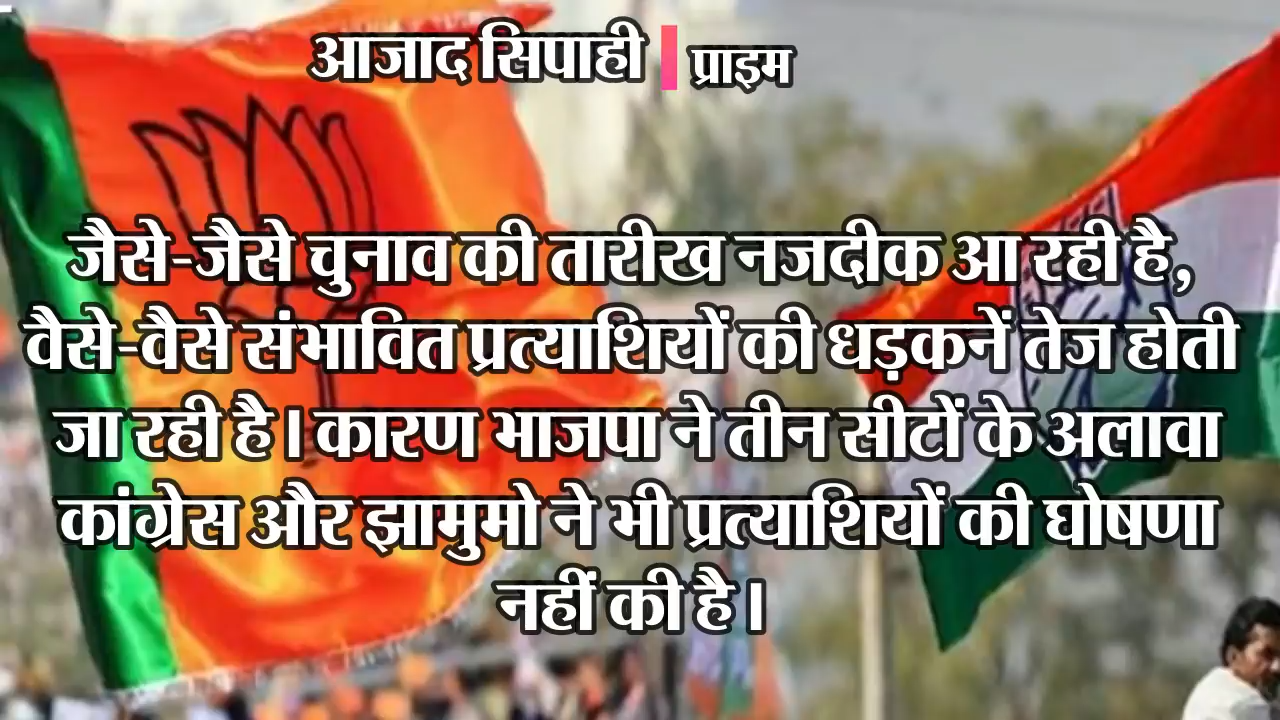 आजाद सिपाही | प्राइम
जैसे-जैसे चुनाव की तारीख नजदीक आ रही है,
वैसे-वैसे संभावित प्रत्याशियों की धड़कनें तेज होती
जा रही है। कारण भाजपा ने तीन सीटों के अलावा
कांग्रेस और झामुमो ने भी प्रत्याशियों की घोषणा
नहीं की है।